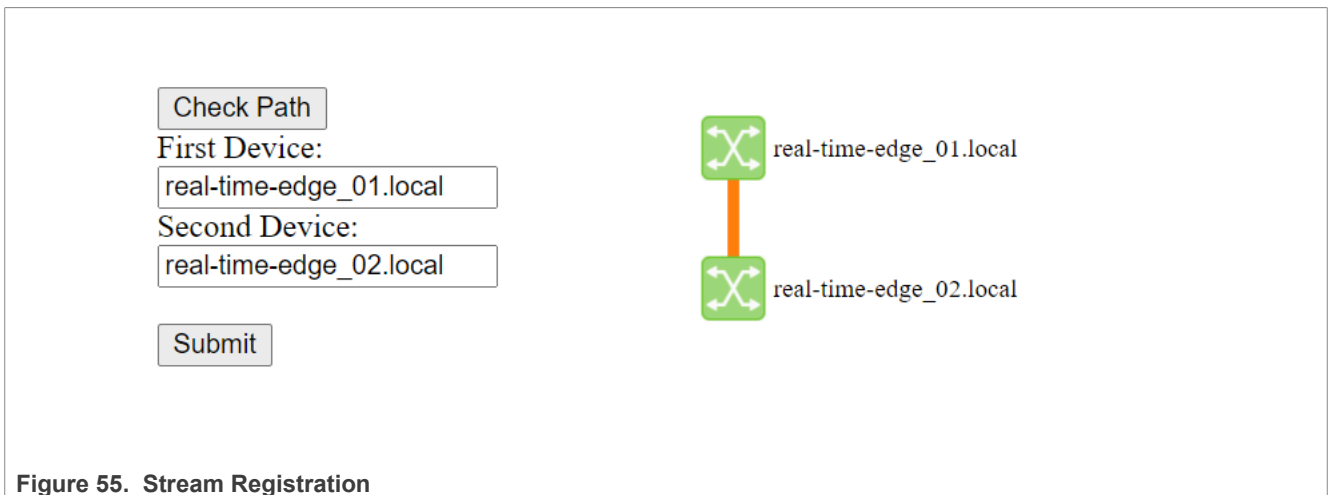 Check Path
First Device:
real-time-edge_01.local
Second Device:
real-time-edge_02.local
Submit
real-time-edge_01.local
real-time-edge_02.local
Figure 55. Stream Registration